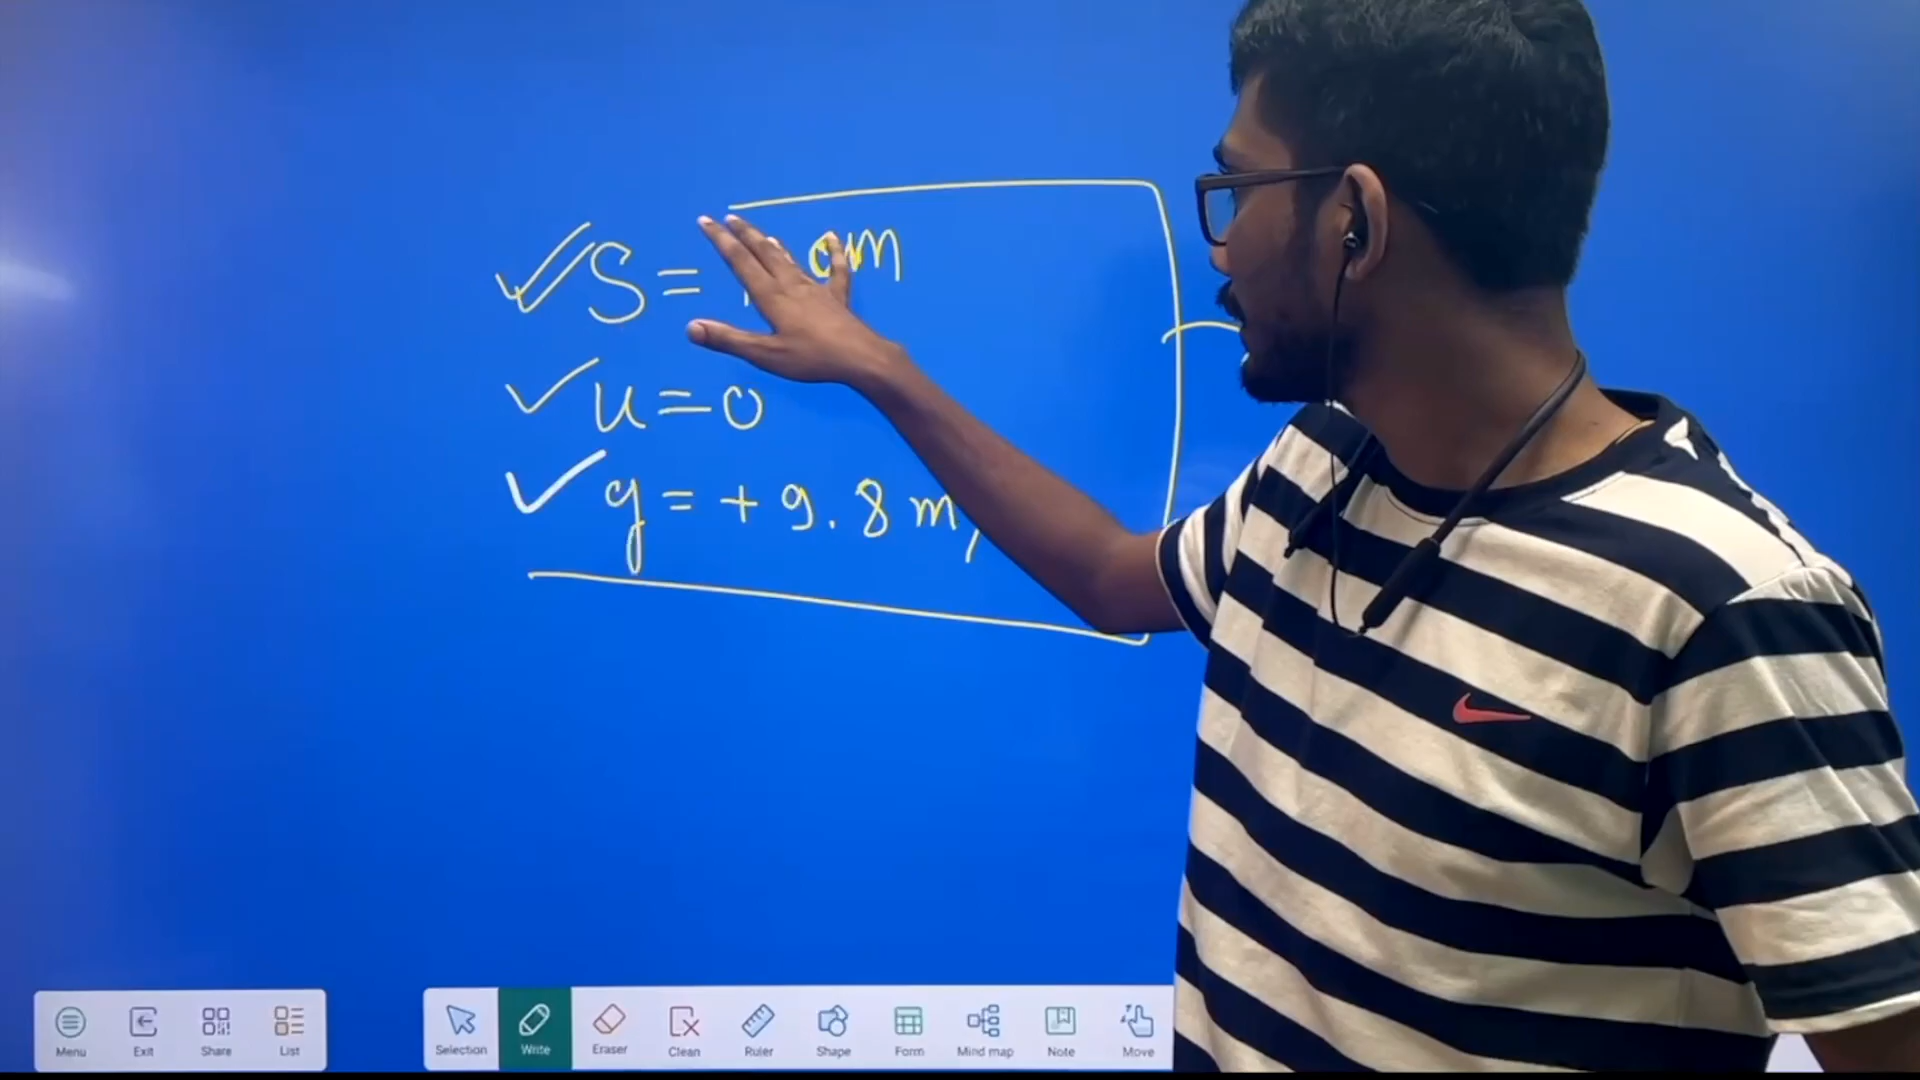 S = cm
u = 0
g = + 9.8 m/
Menu Exit Share List Selection Write Eraser Clean Ruler Shape Form Mind map Note Move